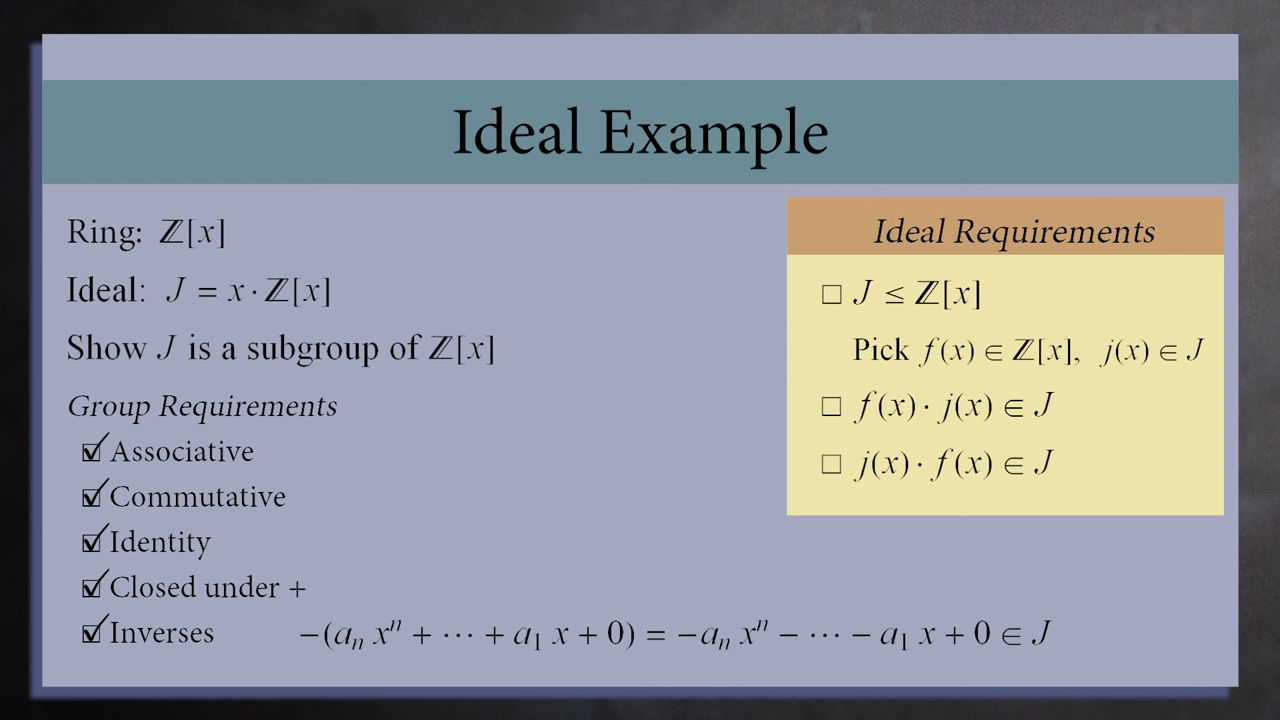 Ideal Example
Ring: ℤ[x]
Ideal: J = x · ℤ[x]
Show J is a subgroup of ℤ[x]
Group Requirements
☑ Associative
☑ Commutative
☑ Identity
☑ Closed under +
☑ Inverses −(aₙ xⁿ + ⋯ + a₁ x + 0) = −aₙ xⁿ − ⋯ − a₁ x + 0 ∈ J
Ideal Requirements
☐ J ≤ ℤ[x]
Pick f(x) ∈ ℤ[x], j(x) ∈ J
☐ f(x) · j(x) ∈ J
☐ j(x) · f(x) ∈ J